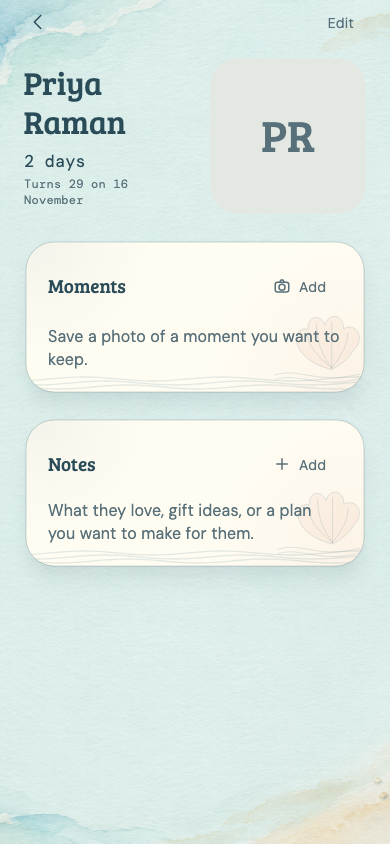 Edit
Priya
Raman
2 days
Turns 29 on 16
November
PR
Moments
Add
Save a photo of a moment you want to
keep.
Notes
Add
What they love, gift ideas, or a plan
you want to make for them.